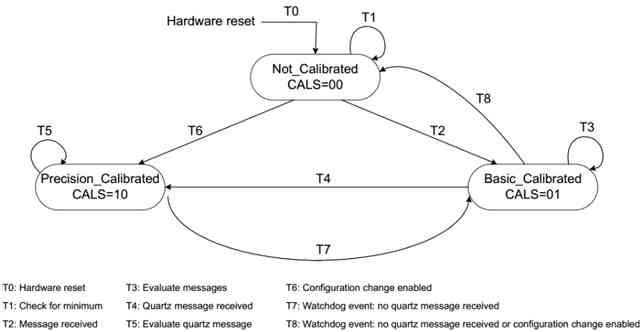 Hardware reset
T0
T1
Not_Calibrated
CALS=00
T8
T6
T2
T5
T3
Precision_Calibrated
CALS=10
T4
Basic_Calibrated
CALS=01
T7
T0: Hardware reset
T3: Evaluate messages
T6: Configuration change enabled
T1: Check for minimum
T4: Quartz message received
T7: Watchdog event: no quartz message received
T2: Message received
T5: Evaluate quartz message
T8: Watchdog event: no quartz message received or configuration change enabled